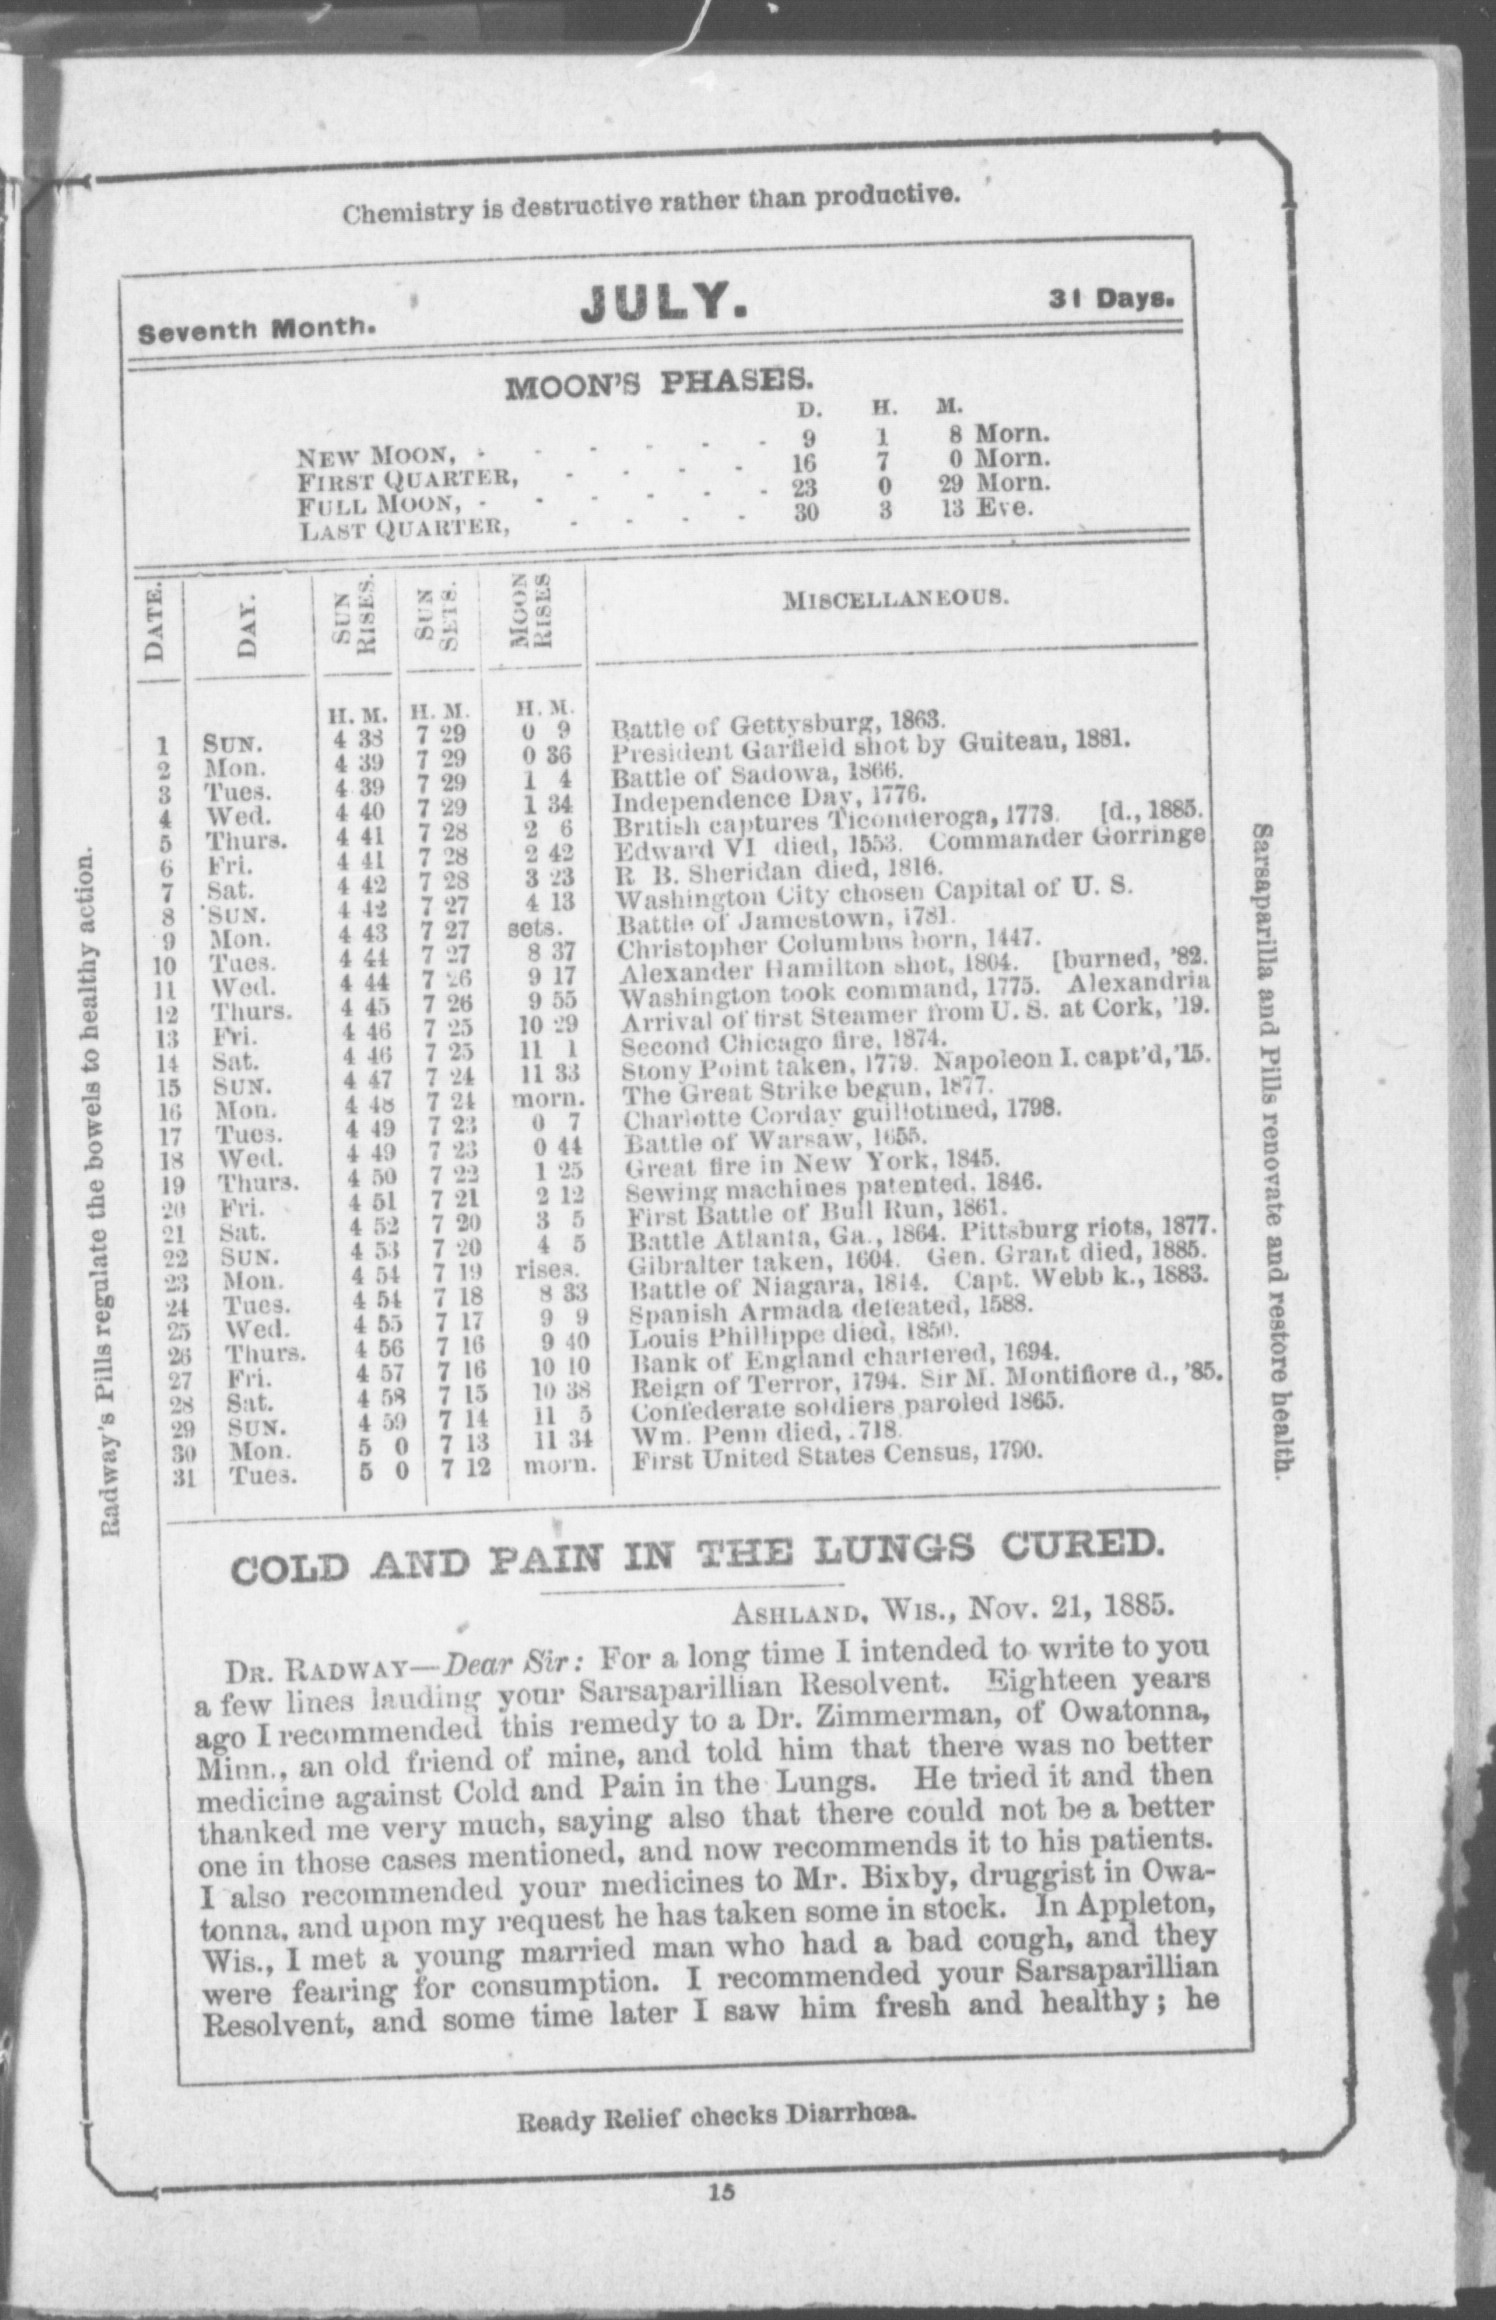 Chemistry is destructive rather than productive.
Seventh Month. JULY. 31 Days.
MOON'S PHASES.
D. H. M.
NEW MOON, - - - - - - 9 1 8 Morn.
FIRST QUARTER, - - - - 16 7 0 Morn.
FULL MOON, - - - - - - 23 0 29 Morn.
LAST QUARTER, - - - - 30 3 13 Eve.
DATE. DAY. SUN RISES. SUN SETS. MOON RISES MISCELLANEOUS.
H. M. H. M. H. M.
1 SUN. 4 38 7 29 0 9 Battle of Gettysburg, 1863.
2 Mon. 4 39 7 29 0 36 President Garfield shot by Guiteau, 1881.
3 Tues. 4 39 7 29 1 4 Battle of Sadowa, 1866.
4 Wed. 4 40 7 29 1 34 Independence Day, 1776.
5 Thurs. 4 41 7 28 2 6 British captures Ticonderoga, 1778. [d., 1885.
6 Fri. 4 41 7 28 2 42 Edward VI died, 1553. Commander Gorringe
7 Sat. 4 42 7 28 3 23 R B. Sheridan died, 1816.
8 SUN. 4 42 7 27 4 13 Washington City chosen Capital of U. S.
9 Mon. 4 43 7 27 sets. Battle of Jamestown, 1781.
10 Tues. 4 44 7 27 8 37 Christopher Columbus born, 1447.
11 Wed. 4 44 7 26 9 17 Alexander Hamilton shot, 1804. [burned, '82.
12 Thurs. 4 45 7 26 9 55 Washington took command, 1775. Alexandria
13 Fri. 4 46 7 25 10 29 Arrival of first Steamer from U. S. at Cork, '19.
14 Sat. 4 46 7 25 11 1 Second Chicago fire, 1874.
15 SUN. 4 47 7 24 11 33 Stony Point taken, 1779. Napoleon I. capt'd, '15.
16 Mon. 4 48 7 24 morn. The Great Strike begun, 1877.
17 Tues. 4 49 7 23 0 7 Charlotte Corday guillotined, 1798.
18 Wed. 4 49 7 23 0 44 Battle of Warsaw, 1655.
19 Thurs. 4 50 7 22 1 25 Great fire in New York, 1845.
20 Fri. 4 51 7 21 2 12 Sewing machines patented. 1846.
21 Sat. 4 52 7 20 3 5 First Battle of Bull Run, 1861.
22 SUN. 4 53 7 20 4 5 Battle Atlanta, Ga., 1864. Pittsburg riots, 1877.
23 Mon. 4 54 7 19 rises. Gibralter taken, 1604. Gen. Grant died, 1885.
24 Tues. 4 54 7 18 8 33 Battle of Niagara, 1814. Capt. Webb k., 1883.
25 Wed. 4 55 7 17 9 9 Spanish Armada defeated, 1588.
26 Thurs. 4 56 7 16 9 40 Louis Phillippe died, 1850.
27 Fri. 4 57 7 16 10 10 Bank of England chartered, 1694.
28 Sat. 4 58 7 15 10 38 Reign of Terror, 1794. Sir M. Montifiore d., '85.
29 SUN. 4 59 7 14 11 5 Confederate soldiers paroled 1865.
30 Mon. 5 0 7 13 11 34 Wm. Penn died, .718.
31 Tues. 5 0 7 12 morn. First United States Census, 1790.
COLD AND PAIN IN THE LUNGS CURED.
ASHLAND, WIS., Nov. 21, 1885.
DR. RADWAY—Dear Sir: For a long time I intended to write to you
a few lines lauding your Sarsaparillian Resolvent. Eighteen years
ago I recommended this remedy to a Dr. Zimmerman, of Owatonna,
Minn., an old friend of mine, and told him that there was no better
medicine against Cold and Pain in the Lungs. He tried it and then
thanked me very much, saying also that there could not be a better
one in those cases mentioned, and now recommends it to his patients.
I also recommended your medicines to Mr. Bixby, druggist in Owa-
tonna, and upon my request he has taken some in stock. In Appleton,
Wis., I met a young married man who had a bad cough, and they
were fearing for consumption. I recommended your Sarsaparillian
Resolvent, and some time later I saw him fresh and healthy; he
Ready Relief checks Diarrhœa.
15
Radway's Pills regulate the bowels to healthy action.
Sarsaparilla and Pills renovate and restore health.